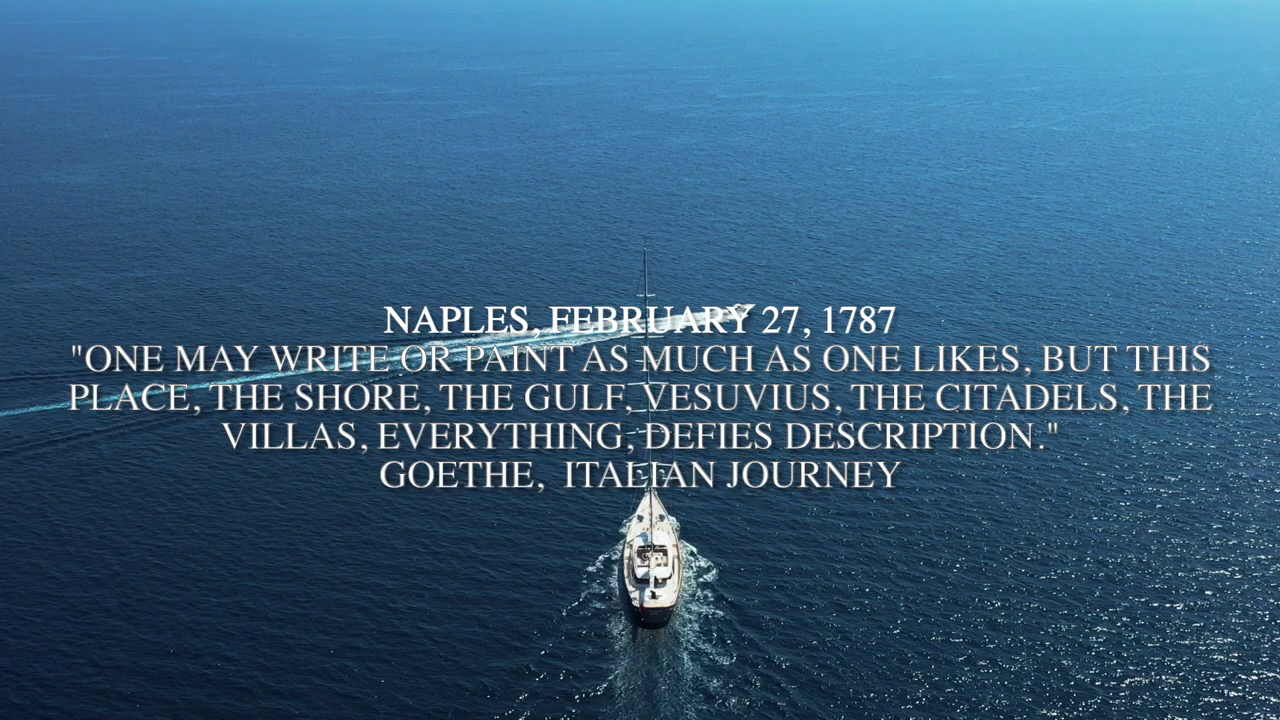 NAPLES, FEBRUARY 27, 1787
"ONE MAY WRITE OR PAINT AS MUCH AS ONE LIKES, BUT THIS
PLACE, THE SHORE, THE GULF, VESUVIUS, THE CITADELS, THE
VILLAS, EVERYTHING, DEFIES DESCRIPTION."
GOETHE,  ITALIAN JOURNEY